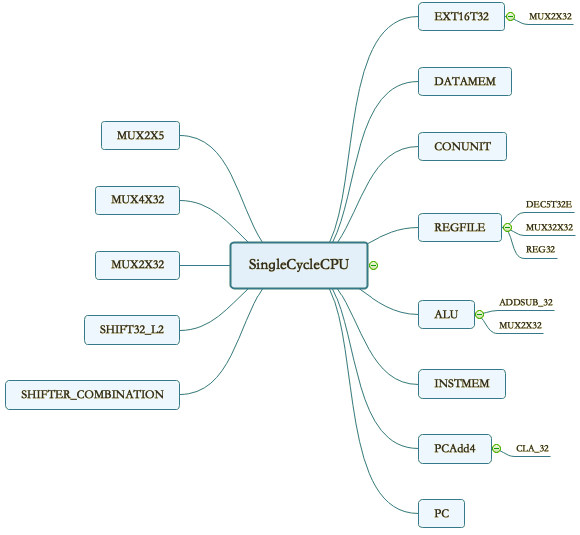 EXT16T32
MUX2X32
DATAMEM
MUX2X5
CONUNIT
MUX4X32
DEC5T32E
REGFILE
MUX32X32
REG32
SingleCycleCPU
MUX2X32
ADDSUB_32
ALU
MUX2X32
SHIFT32_L2
INSTMEM
SHIFTER_COMBINATION
PCAdd4
CLA_32
PC